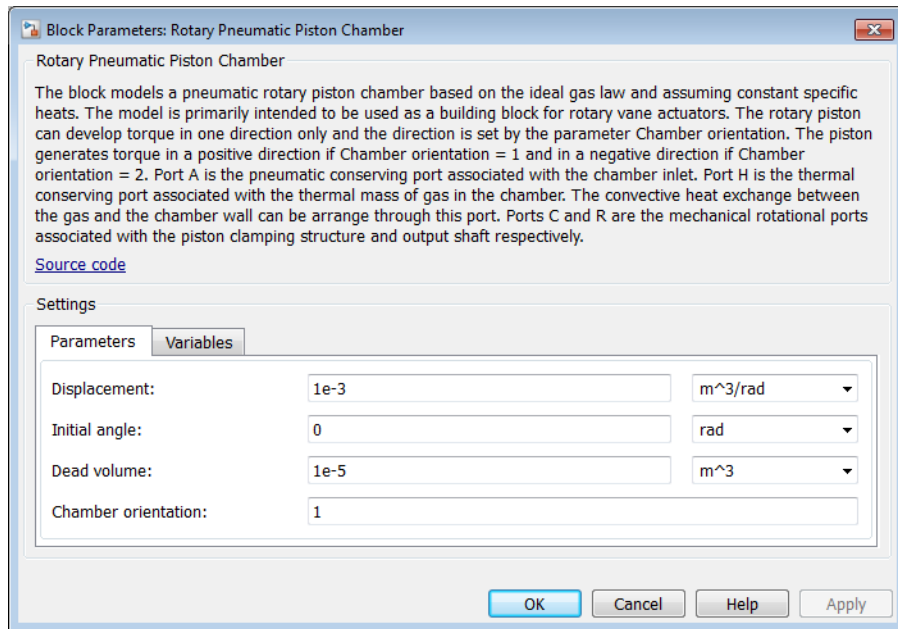 Block Parameters: Rotary Pneumatic Piston Chamber
Rotary Pneumatic Piston Chamber
The block models a pneumatic rotary piston chamber based on the ideal gas law and assuming constant specific
heats. The model is primarily intended to be used as a building block for rotary vane actuators. The rotary piston
can develop torque in one direction only and the direction is set by the parameter Chamber orientation. The piston
generates torque in a positive direction if Chamber orientation = 1 and in a negative direction if Chamber
orientation = 2. Port A is the pneumatic conserving port associated with the chamber inlet. Port H is the thermal
conserving port associated with the thermal mass of gas in the chamber. The convective heat exchange between
the gas and the chamber wall can be arrange through this port. Ports C and R are the mechanical rotational ports
associated with the piston clamping structure and output shaft respectively.
Source code
Settings
Parameters Variables
Displacement: 1e-3 m^3/rad
Initial angle: 0 rad
Dead volume: 1e-5 m^3
Chamber orientation: 1
OK Cancel Help Apply